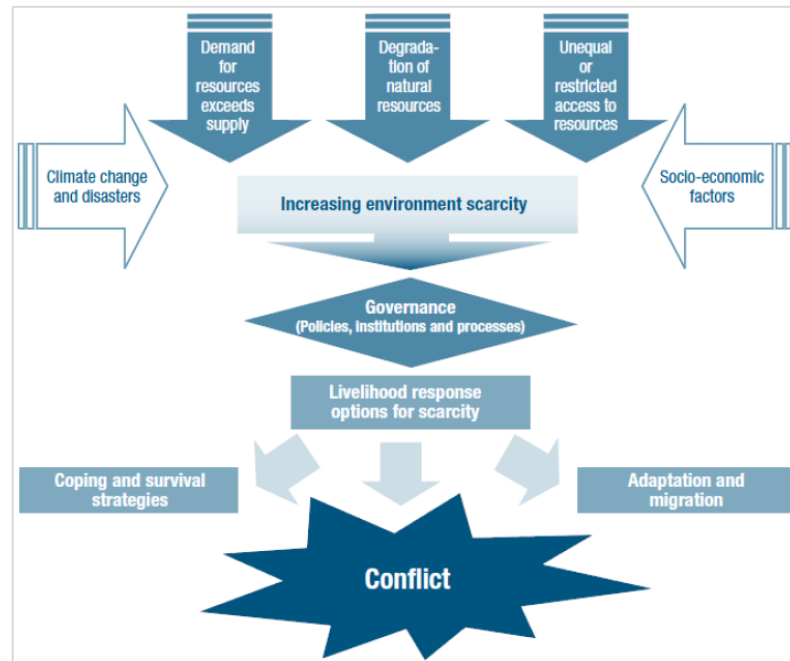 Demand
for
resources
exceeds
supply
Degrada-
tion of
natural
resources
Unequal
or
restricted
access to
resources
Climate change
and disasters
Socio-economic
factors
Increasing environment scarcity
Governance
(Policies, institutions and processes)
Livelihood response
options for scarcity
Coping and survival
strategies
Adaptation and
migration
Conflict